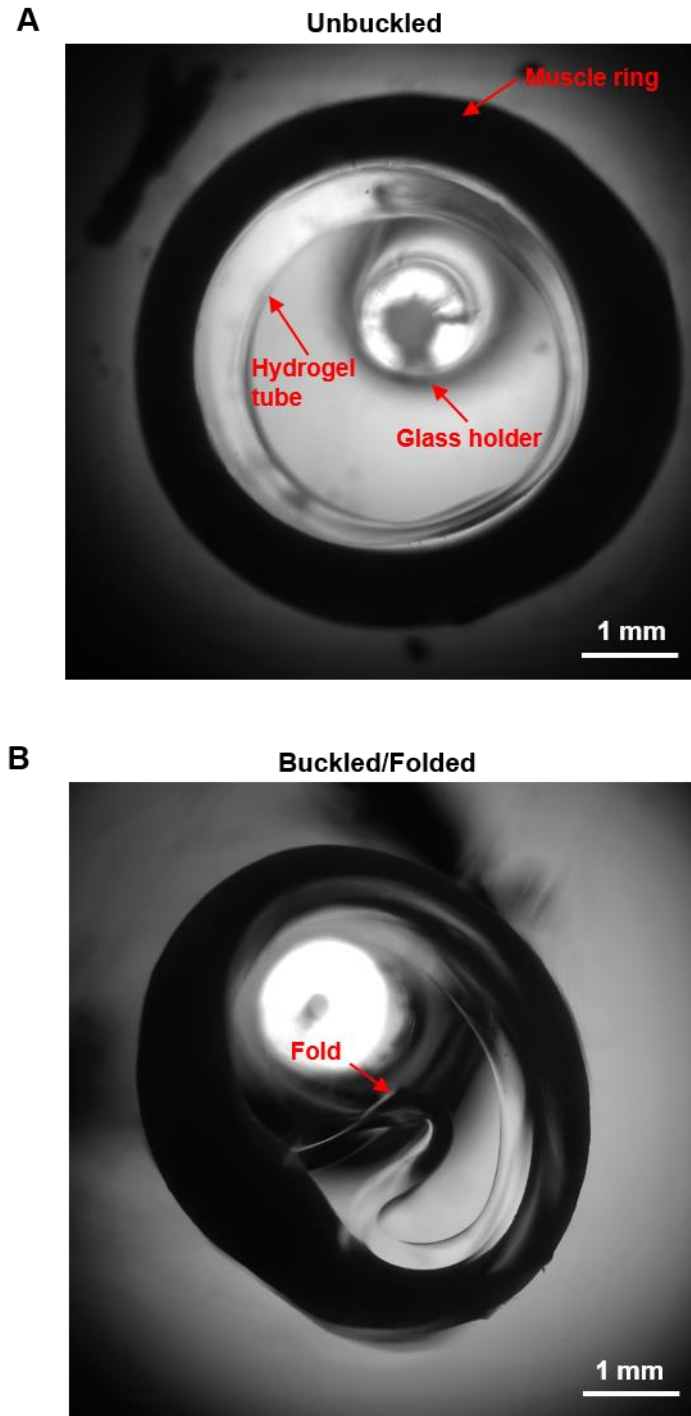 A
Unbuckled
Muscle ring
Hydrogel
tube
Glass holder
1 mm
B
Buckled/Folded
Fold
1 mm